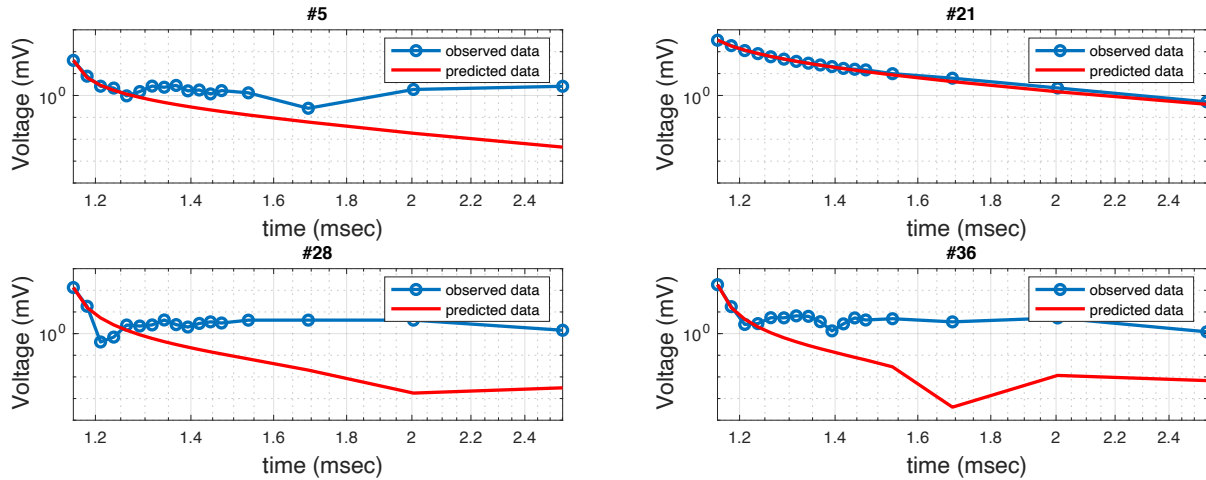 #5
Voltage (mV)
10^0
observed data
predicted data
1.2 1.4 1.6 1.8 2 2.2 2.4
time (msec)
#21
Voltage (mV)
10^0
observed data
predicted data
1.2 1.4 1.6 1.8 2 2.2 2.4
time (msec)
#28
Voltage (mV)
10^0
observed data
predicted data
1.2 1.4 1.6 1.8 2 2.2 2.4
time (msec)
#36
Voltage (mV)
10^0
observed data
predicted data
1.2 1.4 1.6 1.8 2 2.2 2.4
time (msec)